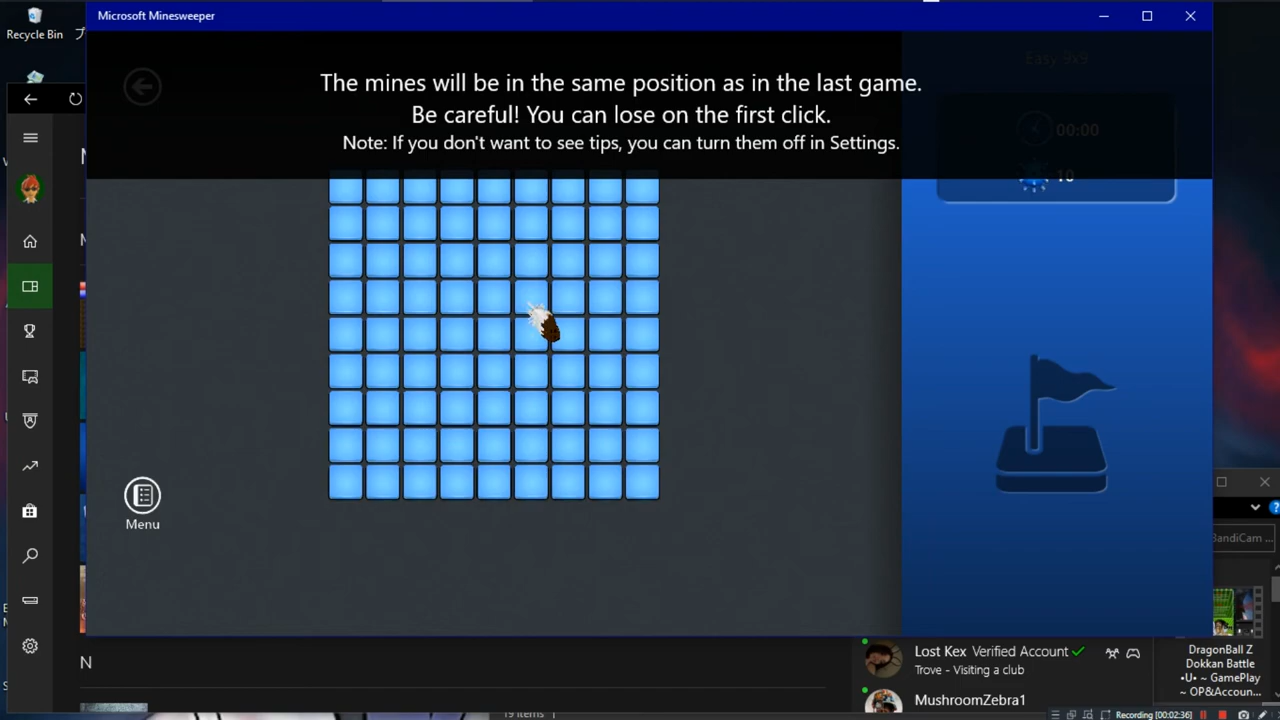 Microsoft Minesweeper
Recycle Bin
The mines will be in the same position as in the last game.
Be careful! You can lose on the first click.
Note: If you don't want to see tips, you can turn them off in Settings.
Easy 9x9
00:00
10
Menu
BandiCam ...
N
Lost Kex Verified Account
Trove - Visiting a club
MushroomZebra1
DragonBall Z
Dokkan Battle
•U• ~ GamePlay
~ OP&Accoun...
19 items
Recording [00:02:36]